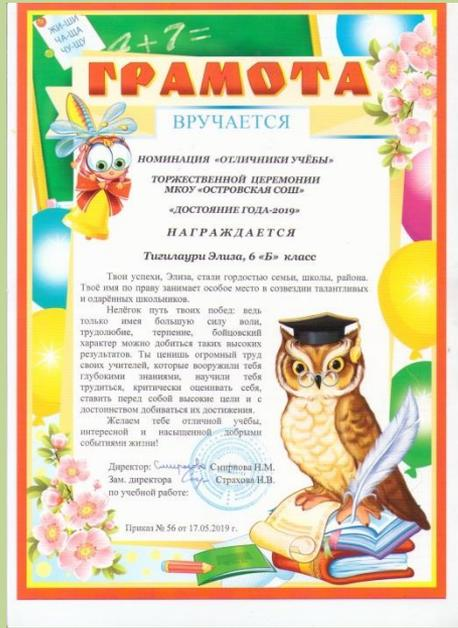 ЖИ-ШИ
ЧА-ЩА
ЧУ-ЩУ
2+7=
ГРАМОТА
ВРУЧАЕТСЯ
НОМИНАЦИЯ «ОТЛИЧНИКИ УЧЁБЫ»
ТОРЖЕСТВЕННОЙ ЦЕРЕМОНИИ
МКОУ «ОСТРОВСКАЯ СОШ»
«ДОСТОЯНИЕ ГОДА-2019»
НАГРАЖДАЕТСЯ
Тигилаури Элиза, 6 «Б» класс
Твои успехи, Элиза, стали гордостью семьи, школы, района.
Твоё имя по праву занимает особое место в созвездии талантливых
и одарённых школьников.
Нелёгок путь твоих побед: ведь
только имея большую силу воли,
трудолюбие, терпение, бойцовский
характер можно добиться таких высоких
результатов. Ты ценишь огромный труд
своих учителей, которые вооружили тебя
глубокими знаниями, научили тебя
трудиться, критически оценивать себя,
ставить перед собой высокие цели и с
достоинством добиваться их достижения.
Желаем тебе отличной учёбы,
интересной и насыщенной добрыми
событиями жизни!
Директор: Смирнова Н.М.
Зам. директора Страхова Н.В.
по учебной работе:
Приказ № 56 от 17.05.2019 г.